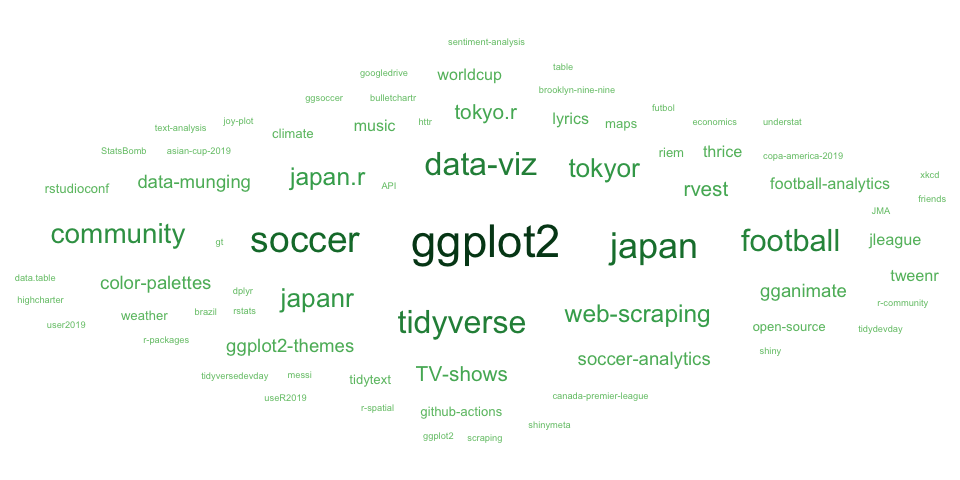 sentiment-analysis
table
googledrive worldcup
brooklyn-nine-nine
ggsoccer bulletchartr
tokyo.r futbol
joy-plot music httr lyrics maps economics understat
text-analysis climate
StatsBomb asian-cup-2019 data-viz riem thrice copa-america-2019
rstudioconf data-munging japan.r API tokyor rvest football-analytics xkcd
friends
JMA
community gt soccer ggplot2 japan football jleague
data.table color-palettes tweenr
highcharter dplyr japanr gganimate r-community
user2019 weather brazil rstats tidyverse web-scraping open-source tidydevday
r-packages ggplot2-themes soccer-analytics shiny
tidyversedevday messi tidytext TV-shows
useR2019 canada-premier-league
r-spatial github-actions
shinymeta
ggplot2 scraping